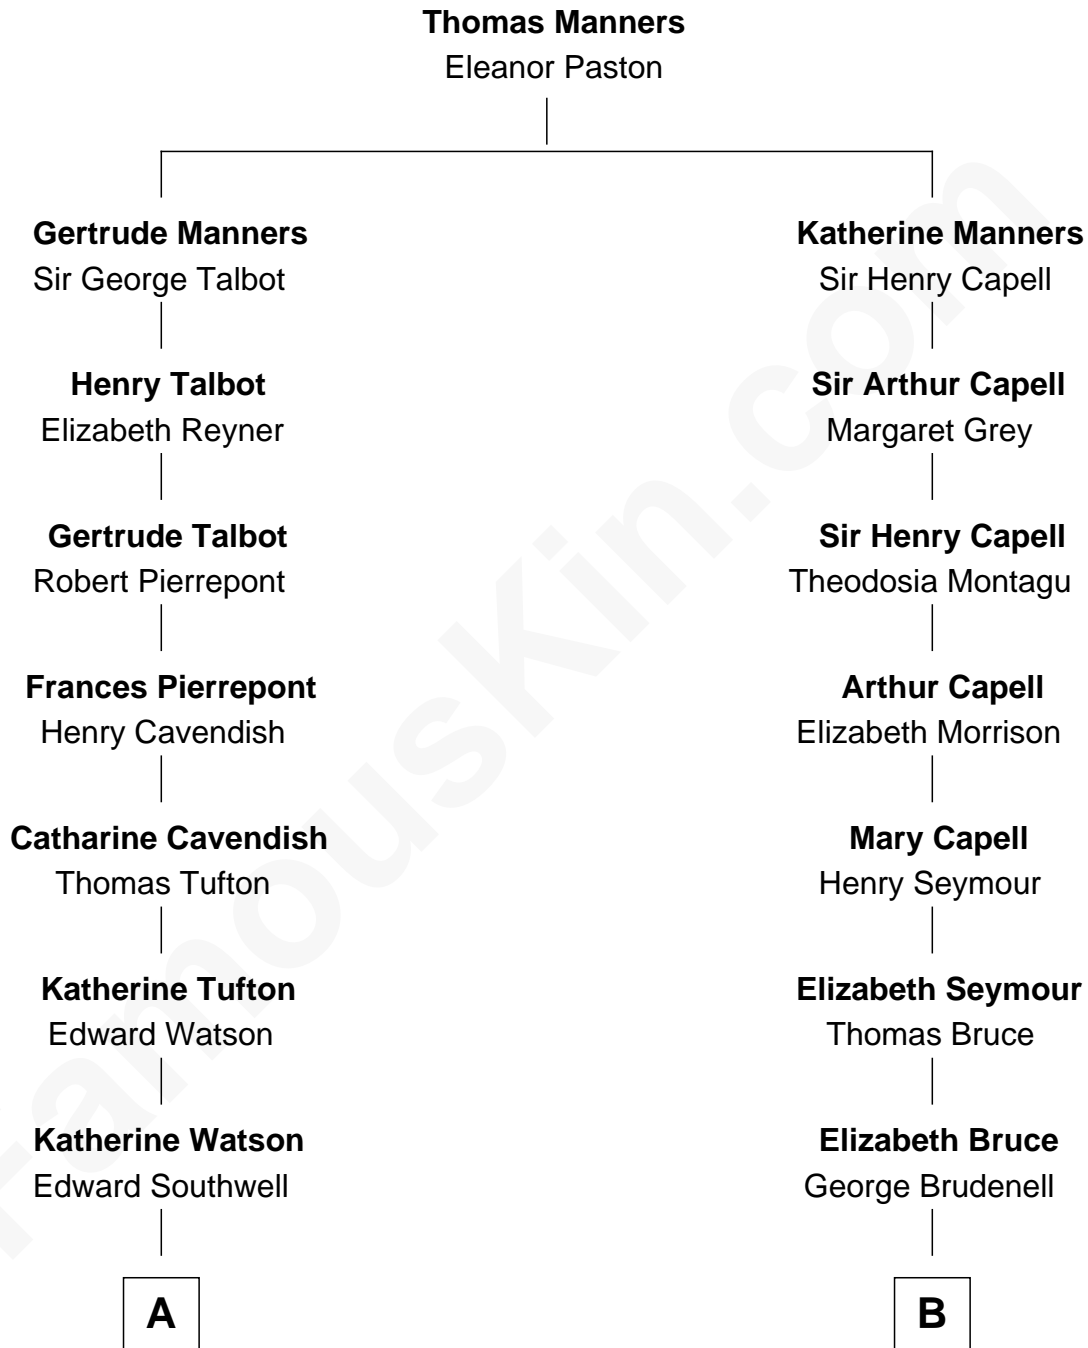 Thomas Manners
Eleanor Paston
Gertrude Manners
Sir George Talbot
Katherine Manners
Sir Henry Capell
Henry Talbot
Elizabeth Reyner
Sir Arthur Capell
Margaret Grey
Gertrude Talbot
Robert Pierrepont
Sir Henry Capell
Theodosia Montagu
Frances Pierrepont
Henry Cavendish
Arthur Capell
Elizabeth Morrison
Catharine Cavendish
Thomas Tufton
Mary Capell
Henry Seymour
Katherine Tufton
Edward Watson
Elizabeth Seymour
Thomas Bruce
Katherine Watson
Edward Southwell
Elizabeth Bruce
George Brudenell
A
B
FamousKin.com